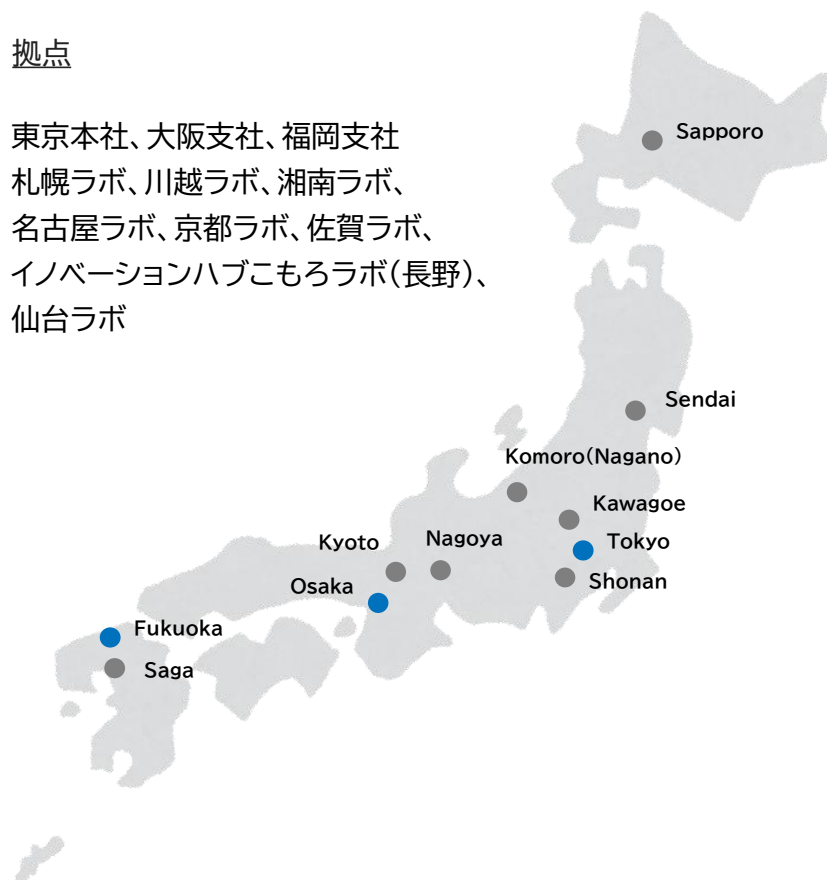 拠点
東京本社、大阪支社、福岡支社
札幌ラボ、川越ラボ、湘南ラボ、
名古屋ラボ、京都ラボ、佐賀ラボ、
イノベーションハブこもろラボ(長野)、
仙台ラボ
Sapporo
Sendai
Komoro(Nagano)
Kawagoe
Tokyo
Shonan
Nagoya
Kyoto
Osaka
Fukuoka
Saga